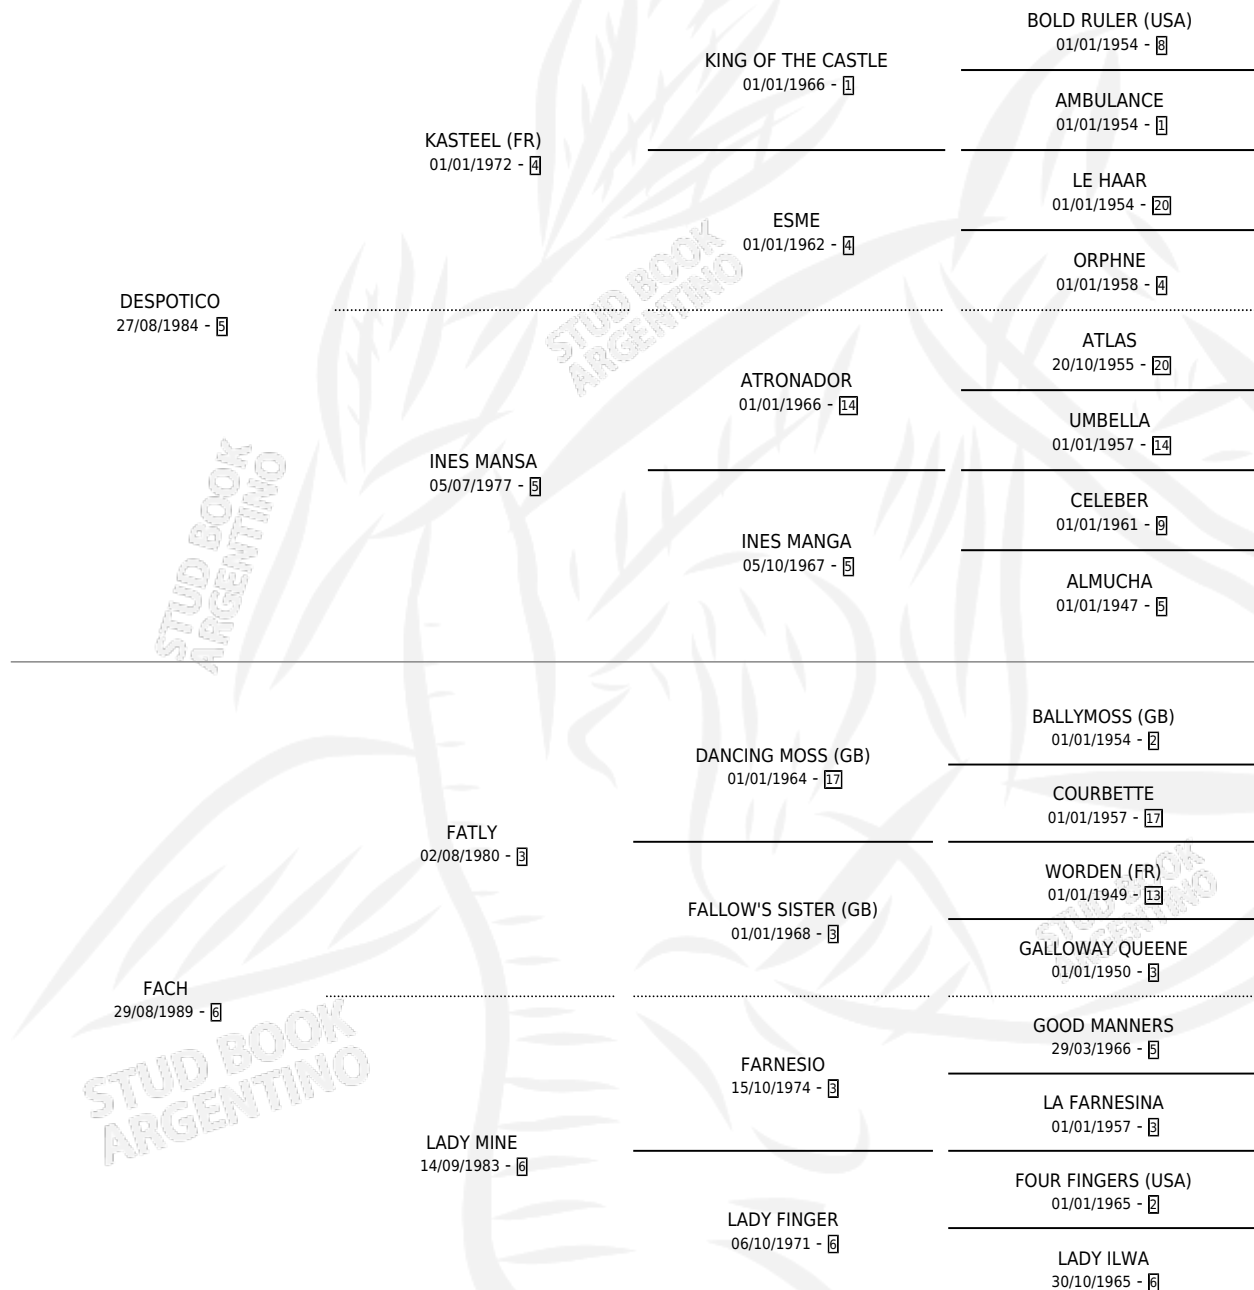 BOLD RULER (USA)
01/01/1954 - 8
KING OF THE CASTLE
01/01/1966 - 1
AMBULANCE
01/01/1954 - 1
KASTEEL (FR)
01/01/1972 - 4
LE HAAR
01/01/1954 - 20
ESME
01/01/1962 - 4
ORPHNE
01/01/1958 - 4
DESPOTICO
27/08/1984 - 5
ATLAS
20/10/1955 - 20
ATRONADOR
01/01/1966 - 14
UMBELLA
01/01/1957 - 14
INES MANSA
05/07/1977 - 5
CELEBER
01/01/1961 - 9
INES MANGA
05/10/1967 - 5
ALMUCHA
01/01/1947 - 5
BALLYMOSS (GB)
01/01/1954 - 2
DANCING MOSS (GB)
01/01/1964 - 17
COURBETTE
01/01/1957 - 17
FATLY
02/08/1980 - 3
WORDEN (FR)
01/01/1949 - 13
FALLOW'S SISTER (GB)
01/01/1968 - 3
GALLOWAY QUEENE
01/01/1950 - 3
FACH
29/08/1989 - 6
GOOD MANNERS
29/03/1966 - 5
FARNESIO
15/10/1974 - 3
LA FARNESINA
01/01/1957 - 3
LADY MINE
14/09/1983 - 6
FOUR FINGERS (USA)
01/01/1965 - 2
LADY FINGER
06/10/1971 - 6
LADY ILWA
30/10/1965 - 6
STUD BOOK
ARGENTINO
STUD BOOK
ARGENTINO
STUD BOOK
ARGENTINO
STUD BOOK
ARGENTINO